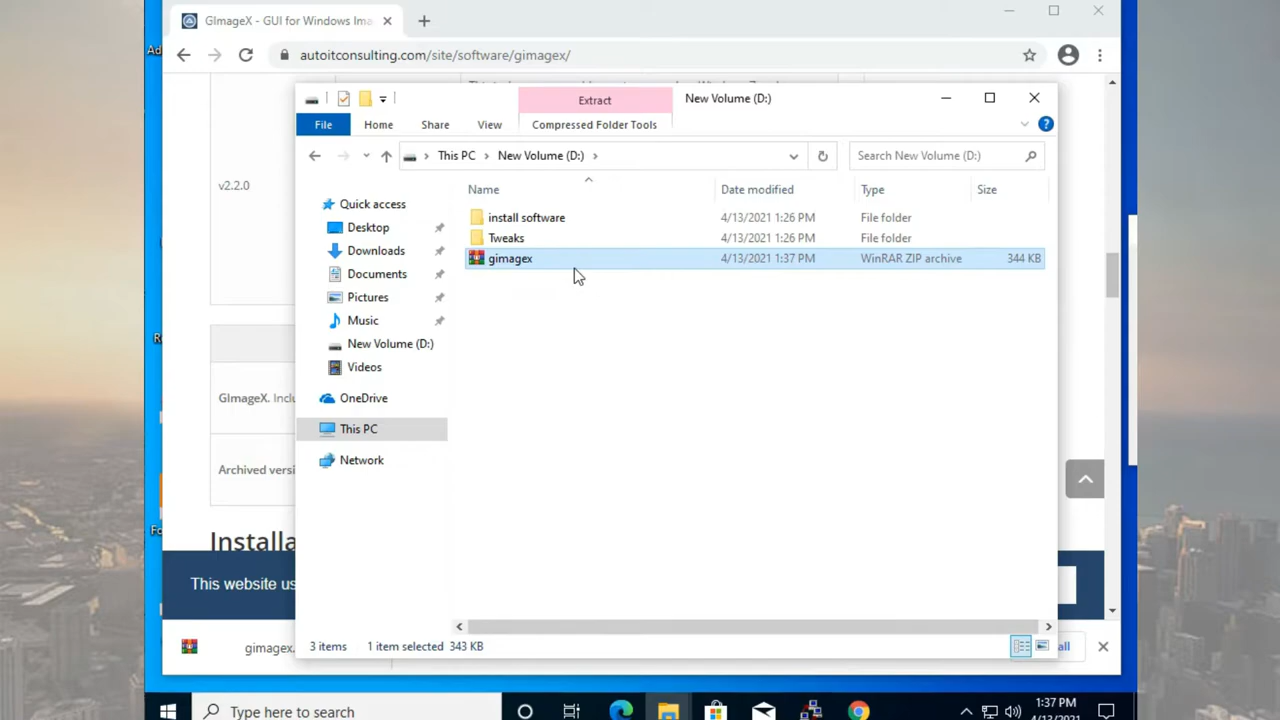 GImageX - GUI for Windows Ima
autoitconsulting.com/site/software/gimagex/
Extract
New Volume (D:)
File
Home
Share
View
Compressed Folder Tools
This PC
New Volume (D:)
Search New Volume (D:)
v2.2.0
Name
Date modified
Type
Size
Quick access
install software
4/13/2021 1:26 PM
File folder
Desktop
Tweaks
4/13/2021 1:26 PM
File folder
Downloads
gimagex
4/13/2021 1:37 PM
WinRAR ZIP archive
344 KB
Documents
Pictures
Music
New Volume (D:)
Videos
GImageX. Inclu
OneDrive
This PC
Network
Archived versi
Installa
This website us
3 items
1 item selected
343 KB
gimagex.
all
Type here to search
1:37 PM
4/13/2021